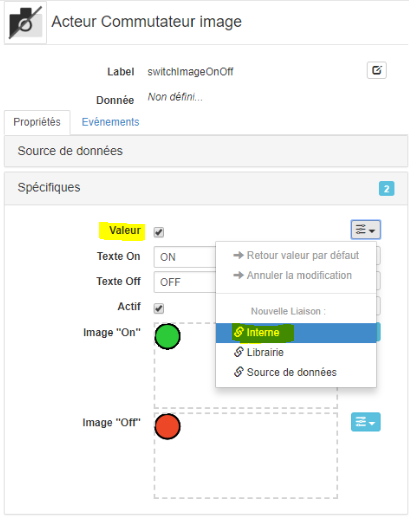 Acteur Commutateur image
Label switchImageOnOff
Donnée Non défini...
Propriétés Evènements
Source de données
Spécifiques 2
Valeur
Texte On ON
Texte Off OFF
Actif
Image "On"
Image "Off"
Retour valeur par défaut
Annuler la modification
Nouvelle Liaison :
Interne
Librairie
Source de données